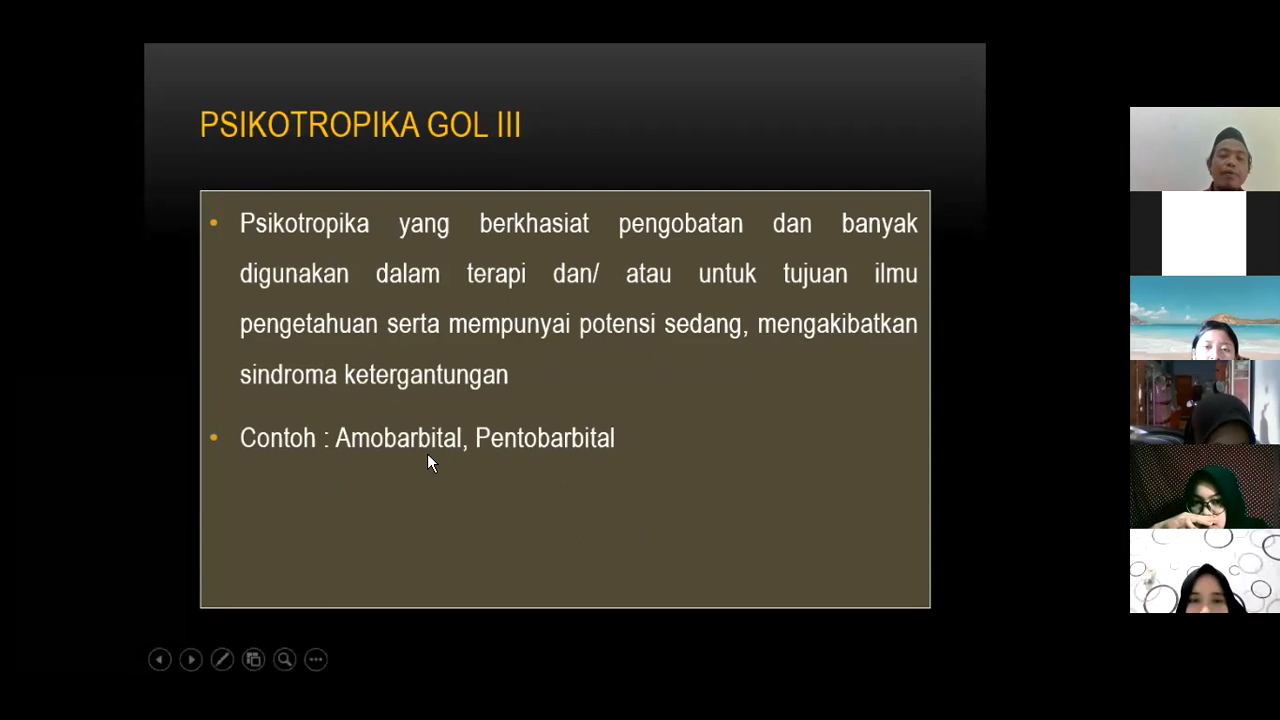 PSIKOTROPIKA GOL III
• Psikotropika yang berkhasiat pengobatan dan banyak
digunakan dalam terapi dan/ atau untuk tujuan ilmu
pengetahuan serta mempunyai potensi sedang, mengakibatkan
sindroma ketergantungan
• Contoh : Amobarbital, Pentobarbital